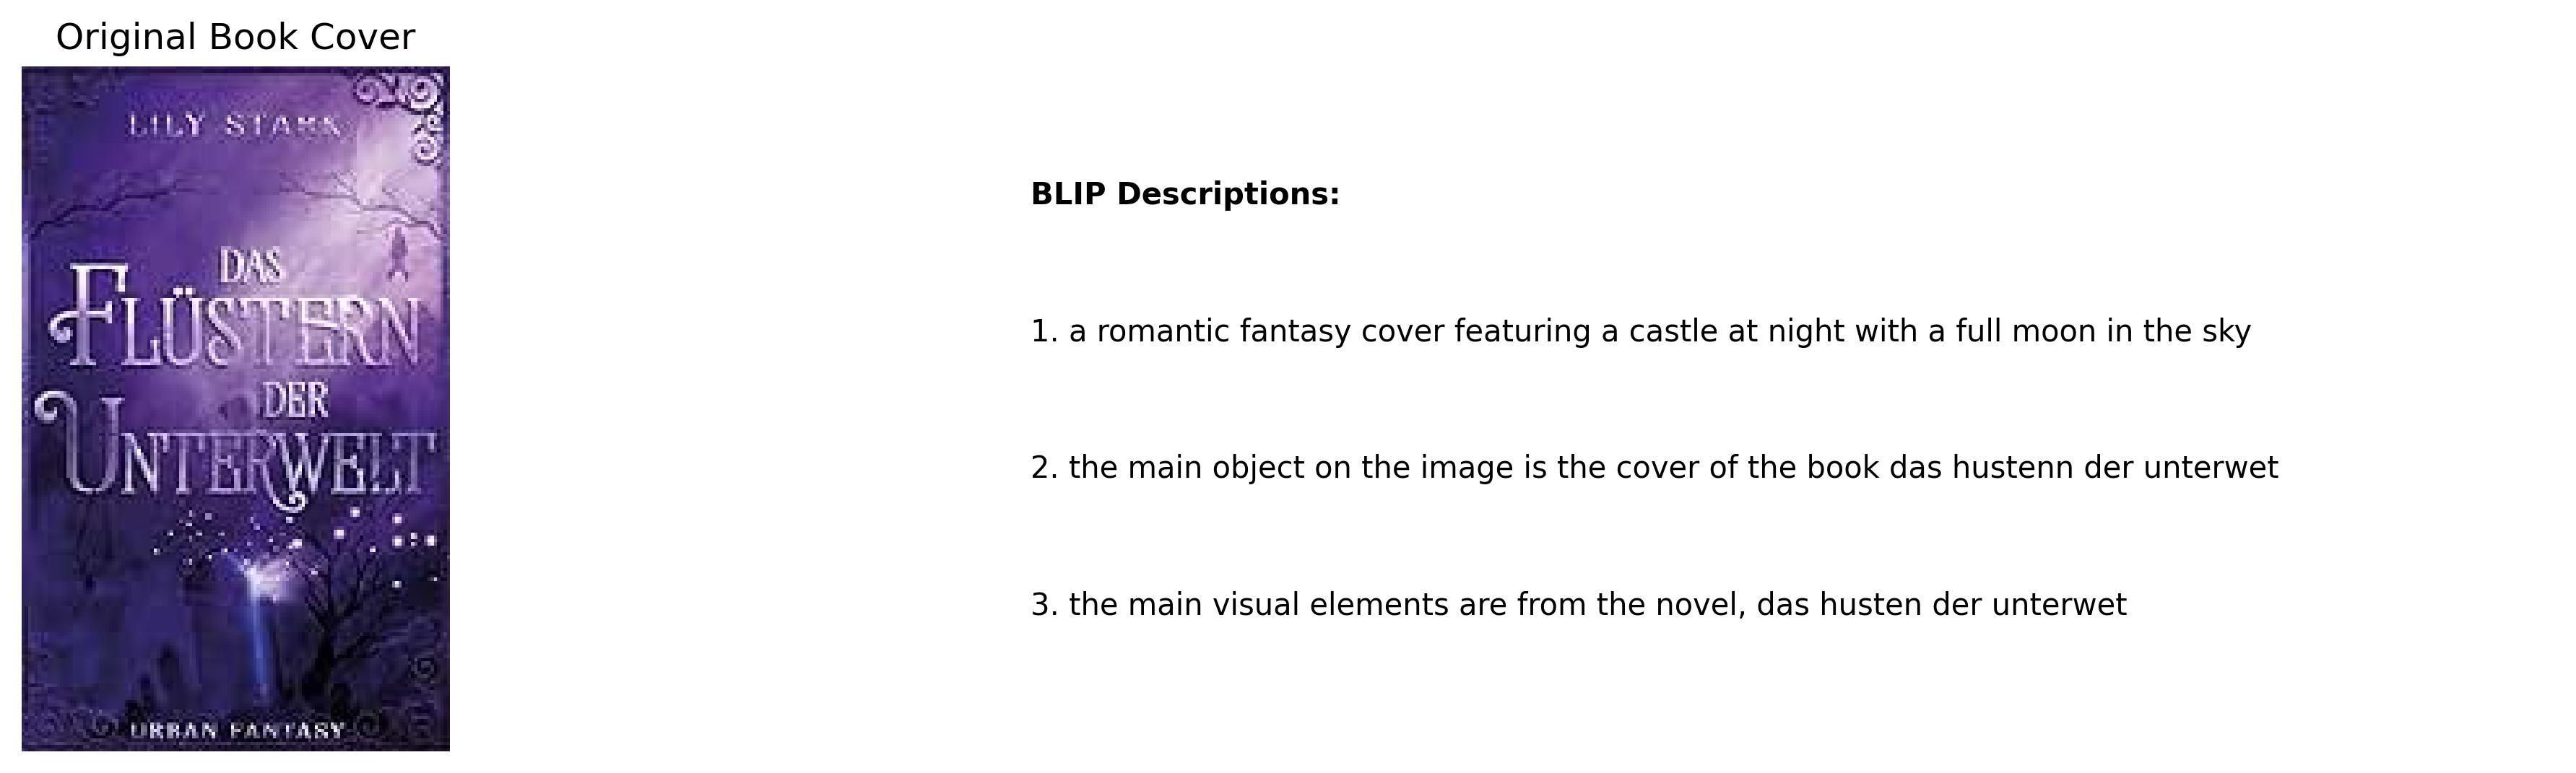 Original Book Cover
LILY STARK
DAS
FLÜSTERN
DER
UNTERWELT
URBAN FANTASY
BLIP Descriptions:
1. a romantic fantasy cover featuring a castle at night with a full moon in the sky
2. the main object on the image is the cover of the book das hustenn der unterwet
3. the main visual elements are from the novel, das husten der unterwet